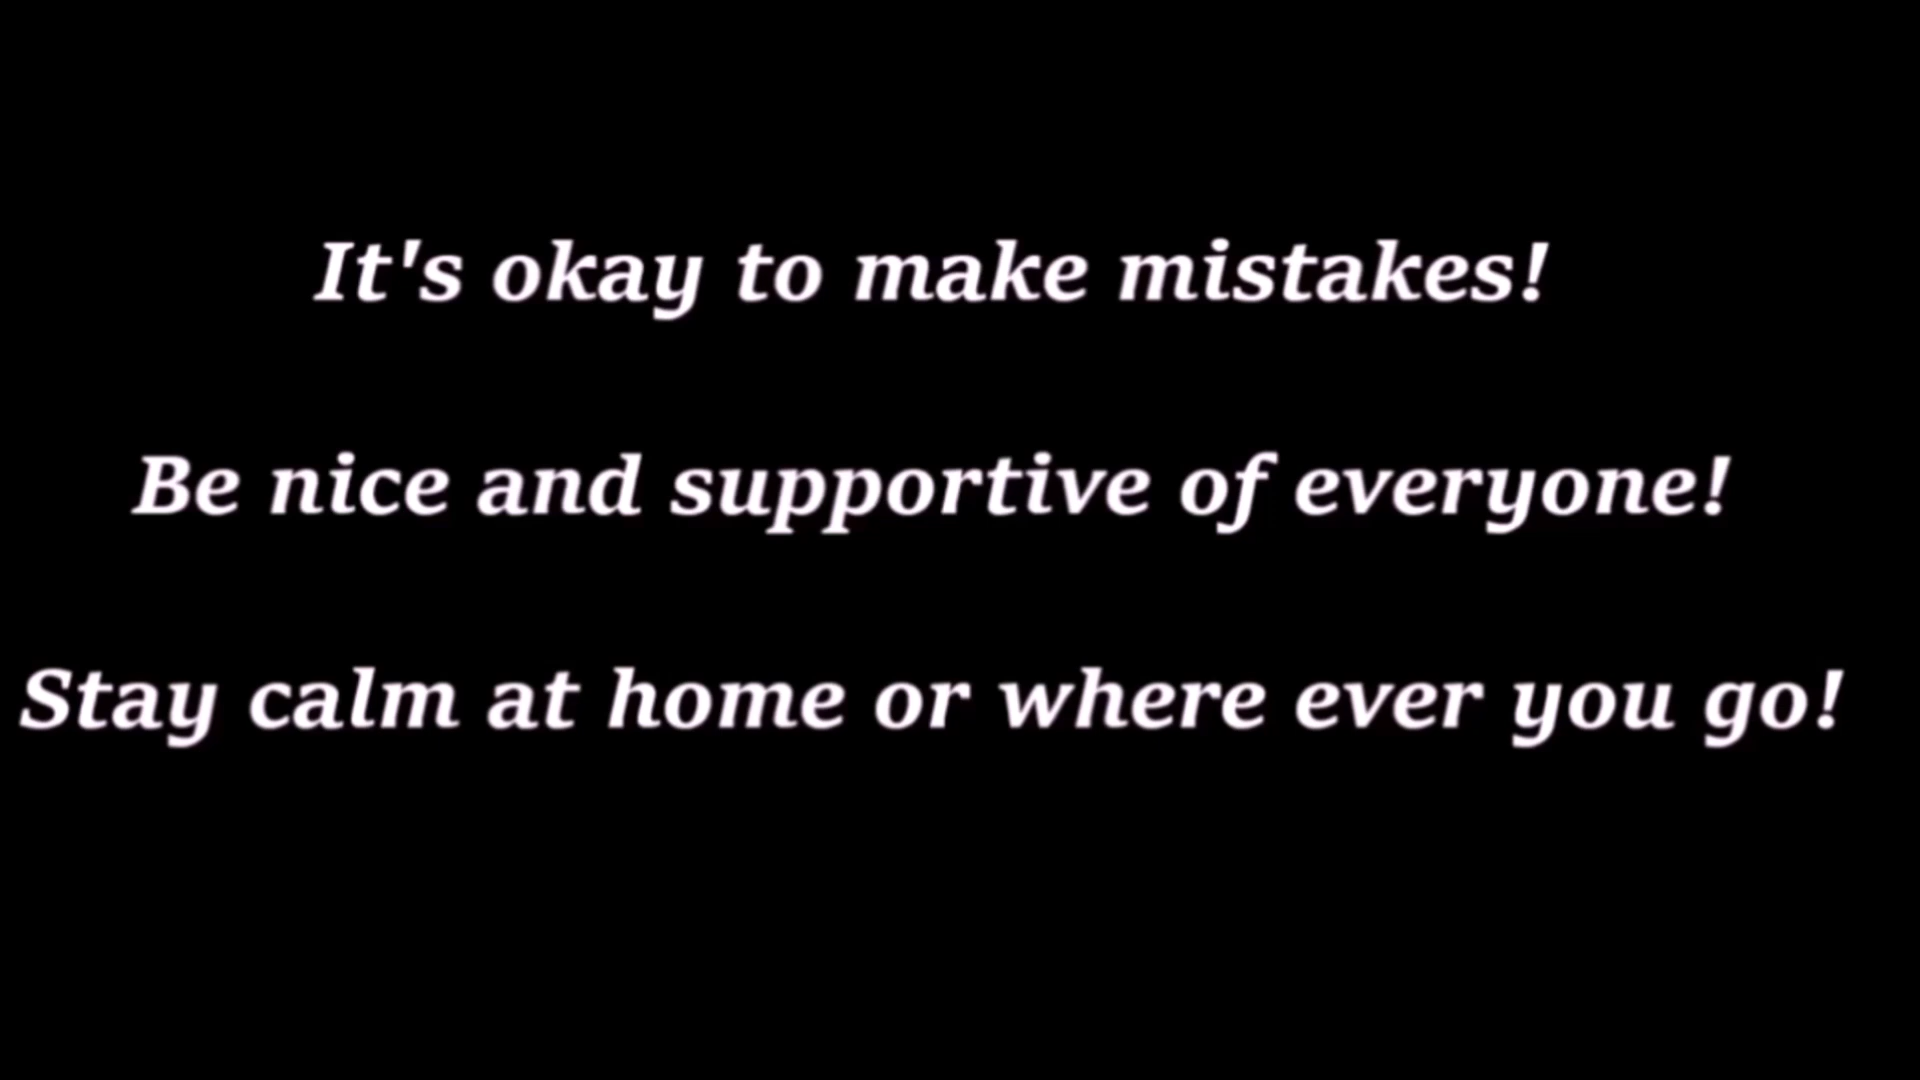 It's okay to make mistakes!
Be nice and supportive of everyone!
Stay calm at home or where ever you go!